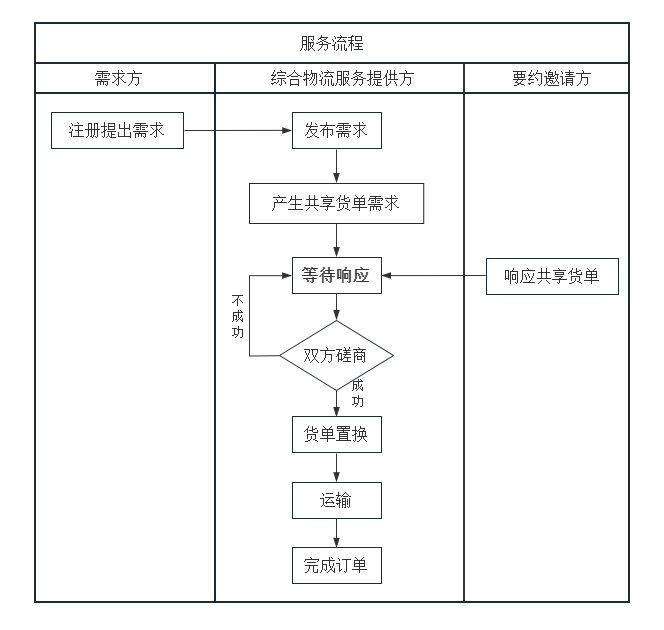 服务流程
需求方
综合物流服务提供方
要约邀请方
注册提出需求
发布需求
产生共享货单需求
等待响应
响应共享货单
不成功
双方磋商
成功
货单置换
运输
完成订单